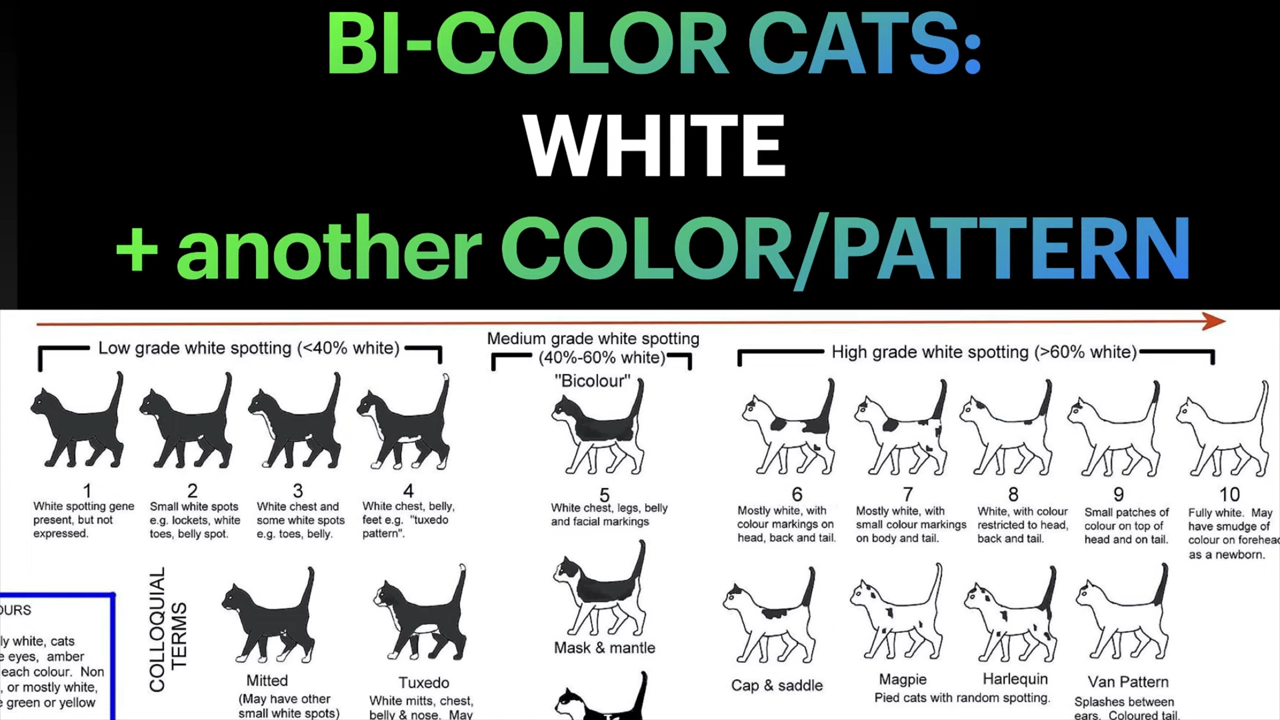 BI-COLOR CATS:
WHITE
+ another COLOR/PATTERN
Low grade white spotting (<40% white)
Medium grade white spotting
(40%-60% white)
"Bicolour"
High grade white spotting (>60% white)
1
White spotting gene
present, but not
expressed.
2
Small white spots
e.g. lockets, white
toes, belly spot.
3
White chest and
some white spots
e.g. toes, belly.
4
White chest, belly,
feet e.g. "tuxedo
pattern".
5
White chest, legs, belly
and facial markings
6
Mostly white, with
colour markings on
head, back and tail.
7
Mostly white, with
small colour markings
on body and tail.
8
White, with colour
restricted to head,
back and tail.
9
Small patches of
colour on top of
head and on tail.
10
Fully white. May
have smudge of
colour on forehead
as a newborn.
OURS
ly white, cats
e eyes, amber
each colour. Non
, or mostly white,
e green or yellow
COLLOQUIAL
TERMS
Mitted
(May have other
small white spots)
Tuxedo
White mitts, chest,
belly & nose. May
Mask & mantle
Cap & saddle
Magpie
Harlequin
Pied cats with random spotting.
Van Pattern
Splashes between
ears. Coloured tail.